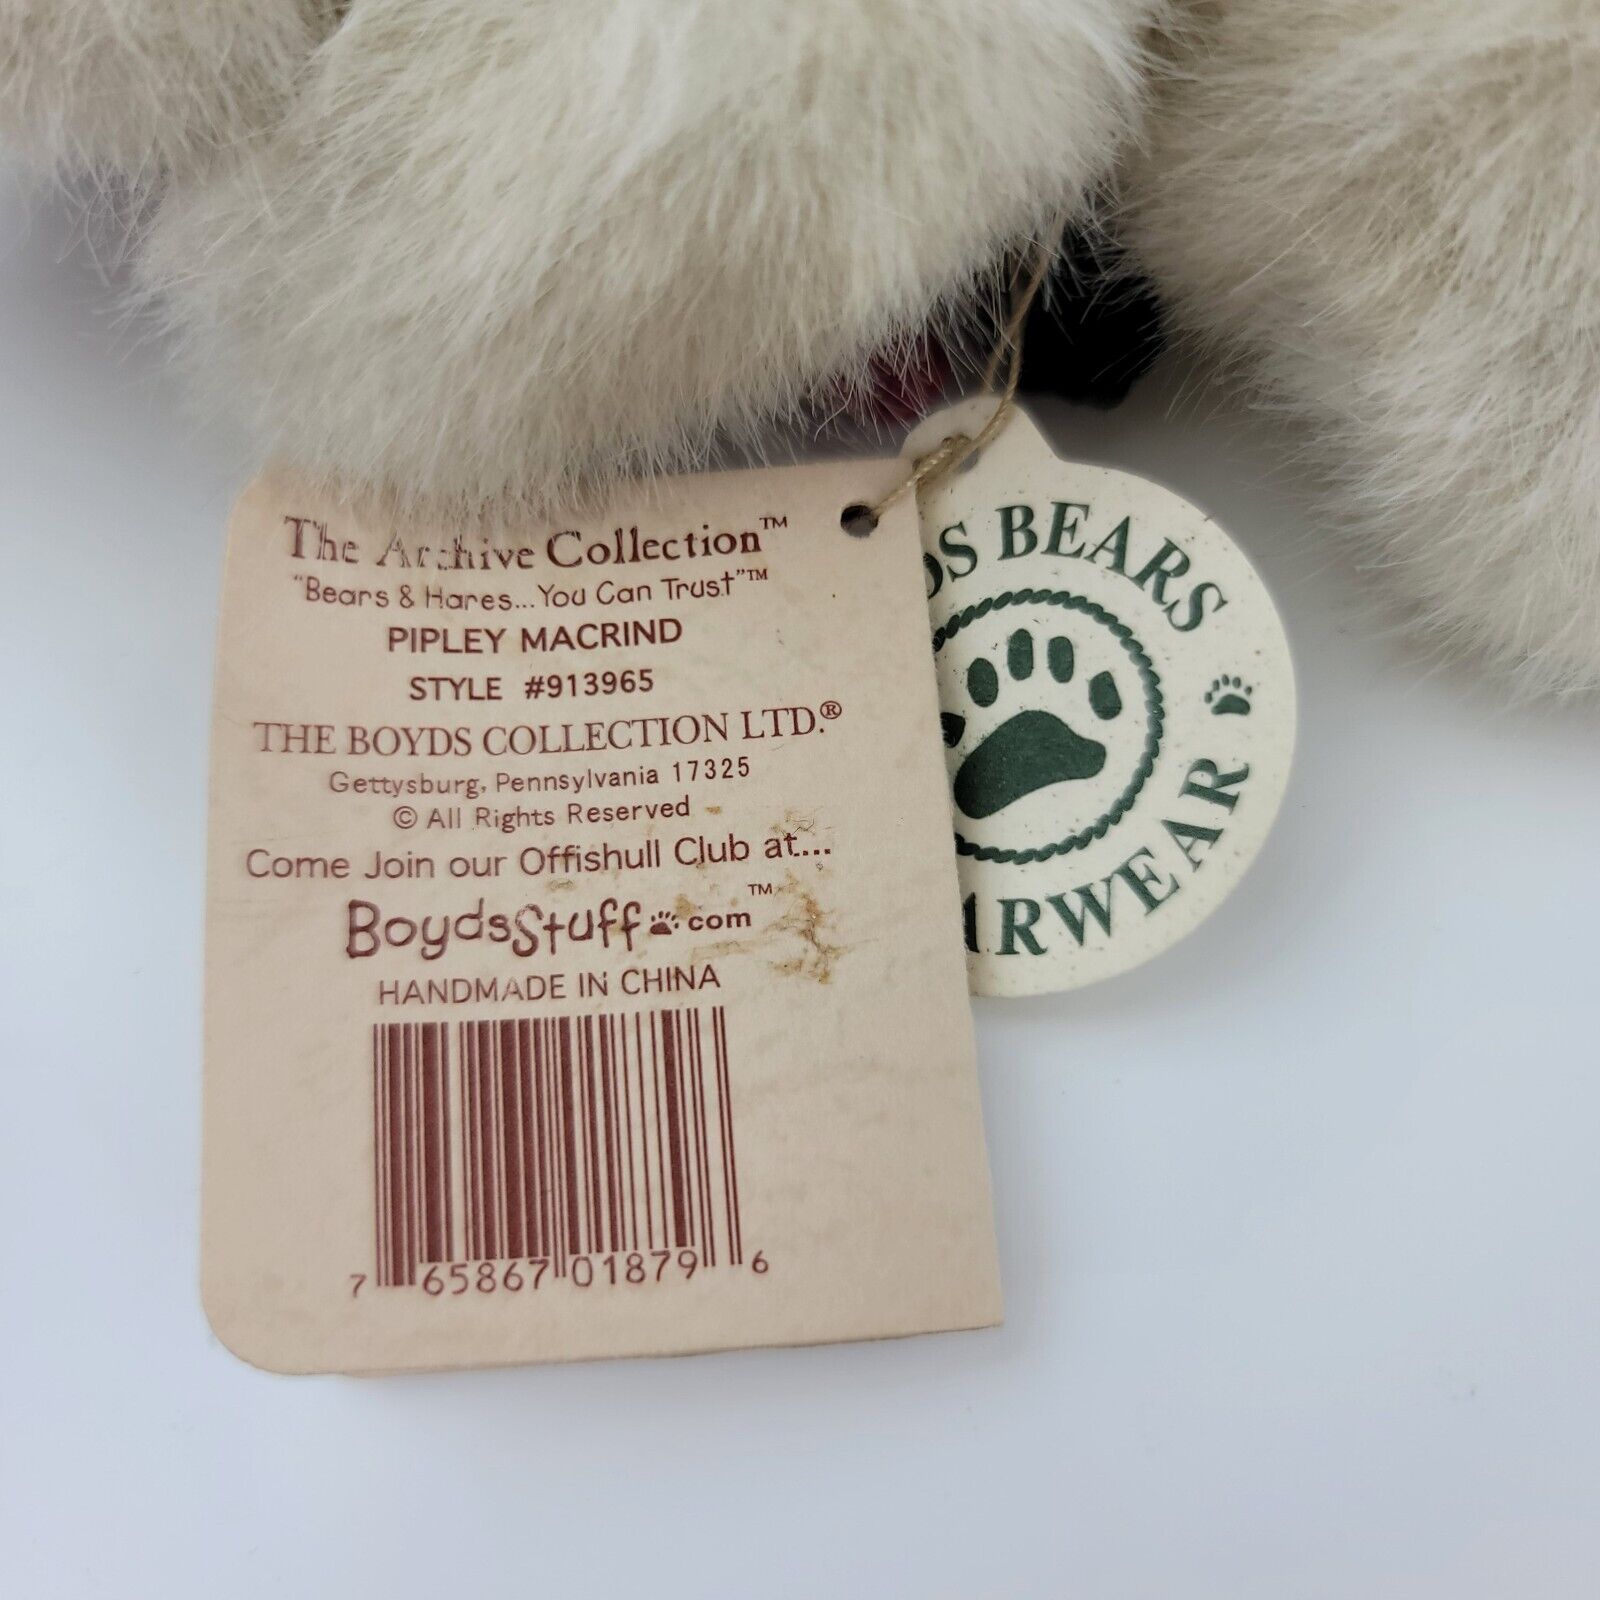 The Archive Collection™
"Bears & Hares...You Can Trust"™
PIPLEY MACRIND
STYLE #913965
THE BOYDS COLLECTION LTD.®
Gettysburg, Pennsylvania 17325
© All Rights Reserved
Come Join our Offishull Club at....
BoydsStuff.com™
HANDMADE IN CHINA
7 65867 01879 6
BEARS